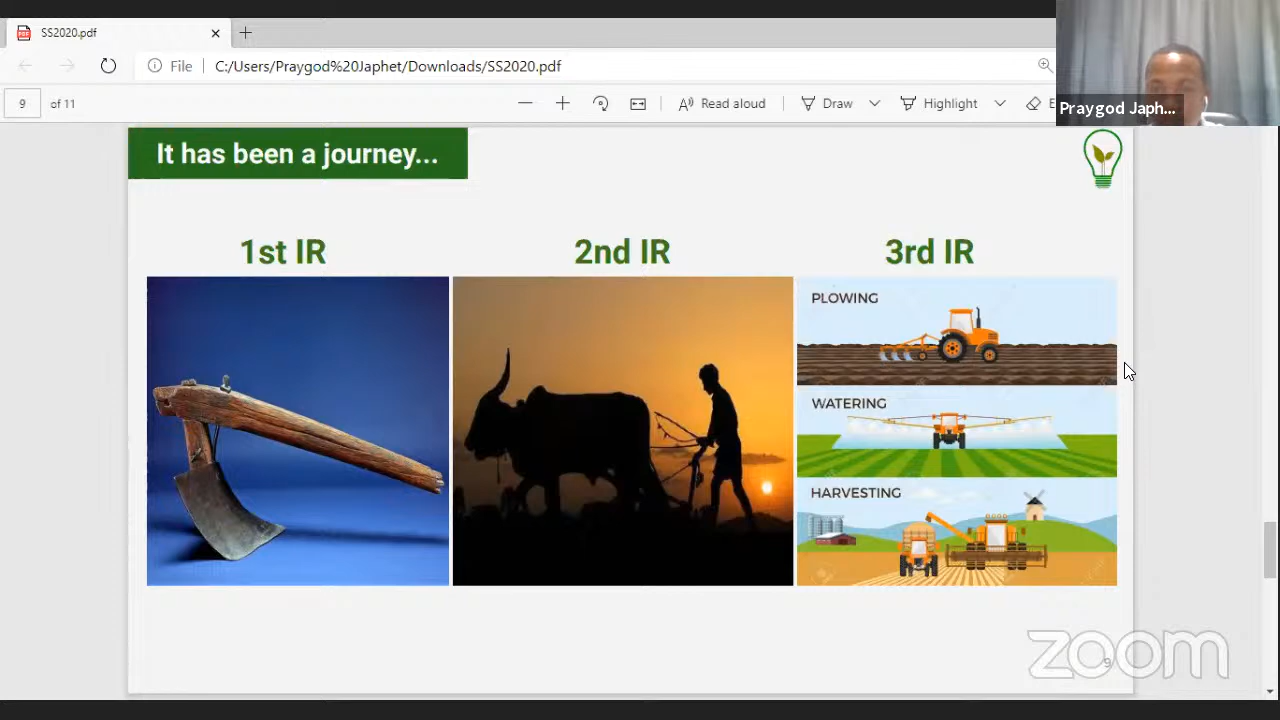 SS2020.pdf
File
C:/Users/Praygod%20Japhet/Downloads/SS2020.pdf
9
of 11
Read aloud
Draw
Highlight
Praygod Japh...
It has been a journey...
1st IR
2nd IR
3rd IR
PLOWING
WATERING
HARVESTING
zoom
9